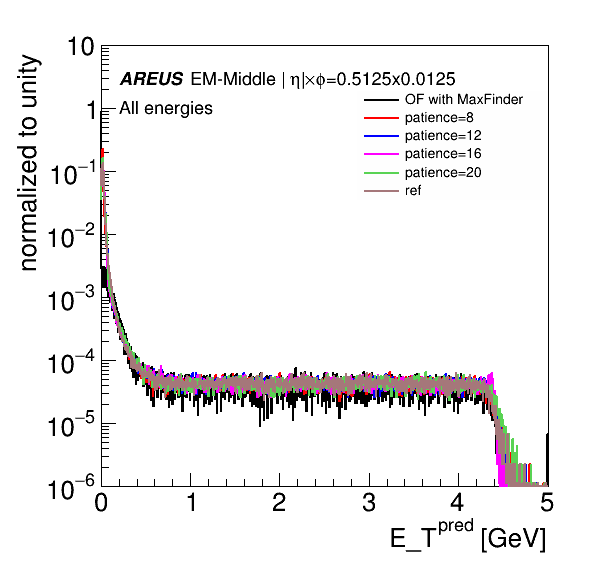 normalized to unity
10
1
10⁻¹
10⁻²
10⁻³
10⁻⁴
10⁻⁵
10⁻⁶
AREUS EM-Middle | η|×ϕ=0.5125x0.0125
All energies
OF with MaxFinder
patience=8
patience=12
patience=16
patience=20
ref
0 1 2 3 4 5
E_T^pred [GeV]